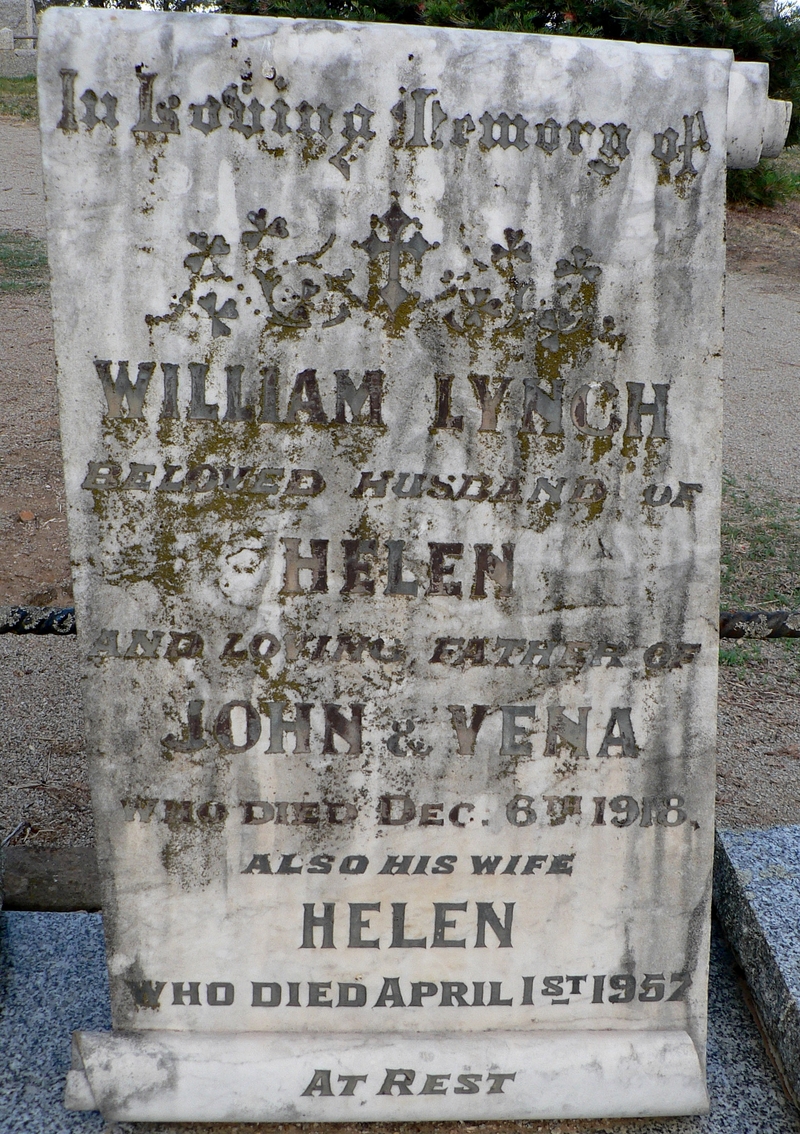 In Loving Memory of
WILLIAM LYNCH
BELOVED HUSBAND OF
HELEN
AND LOVING FATHER OF
JOHN & VENA
WHO DIED DEC. 6TH 1918.
ALSO HIS WIFE
HELEN
WHO DIED APRIL 1ST 1957
AT REST